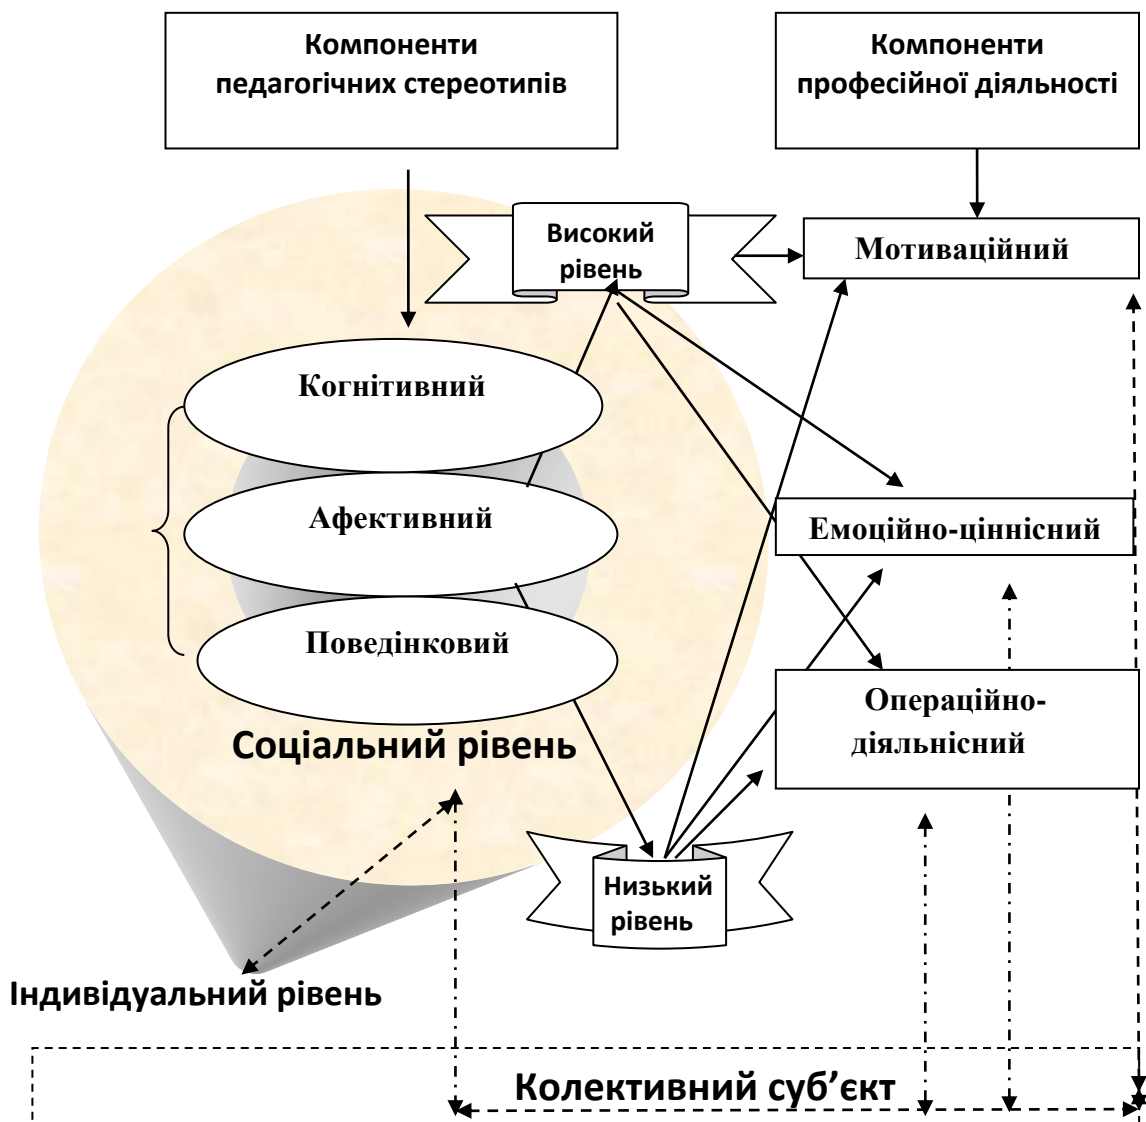 Компоненти
педагогічних стереотипів
Компоненти
професійної діяльності
Високий
рівень
Мотиваційний
Когнітивний
Афективний
Емоційно-ціннісний
Поведінковий
Операційно-
діяльнісний
Соціальний рівень
Низький
рівень
Індивідуальний рівень
Колективний суб’єкт